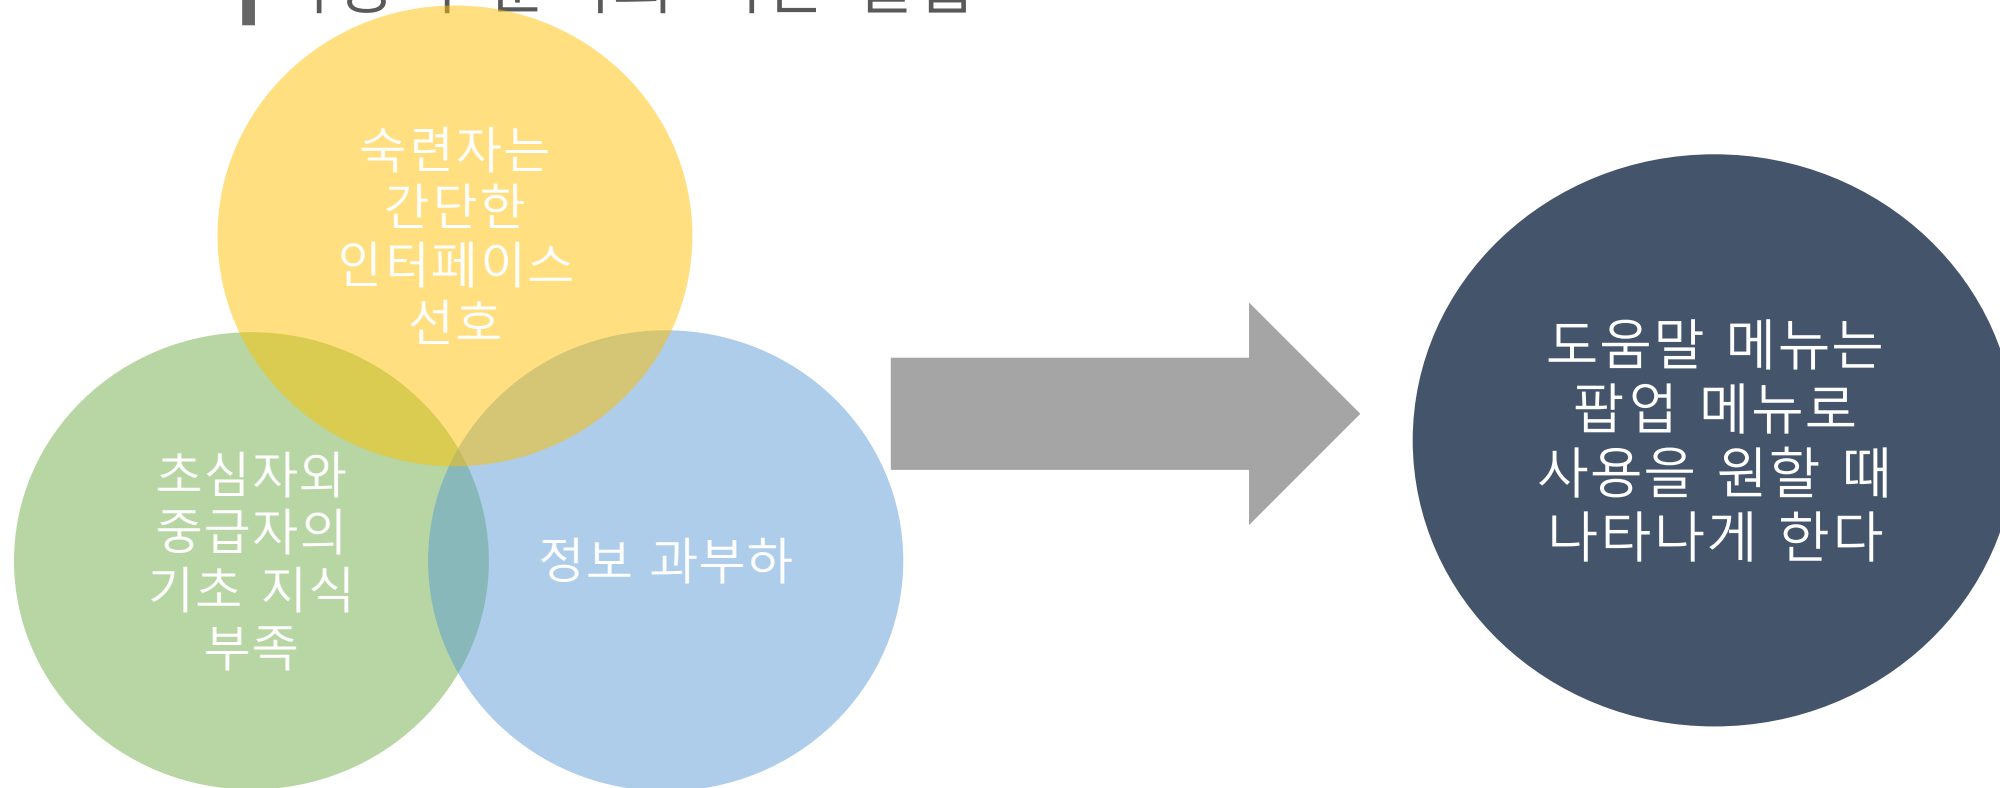 숙련자는
간단한
인터페이스
선호
초심자와
중급자의
기초 지식
부족
정보 과부하
도움말 메뉴는
팝업 메뉴로
사용을 원할 때
나타나게 한다